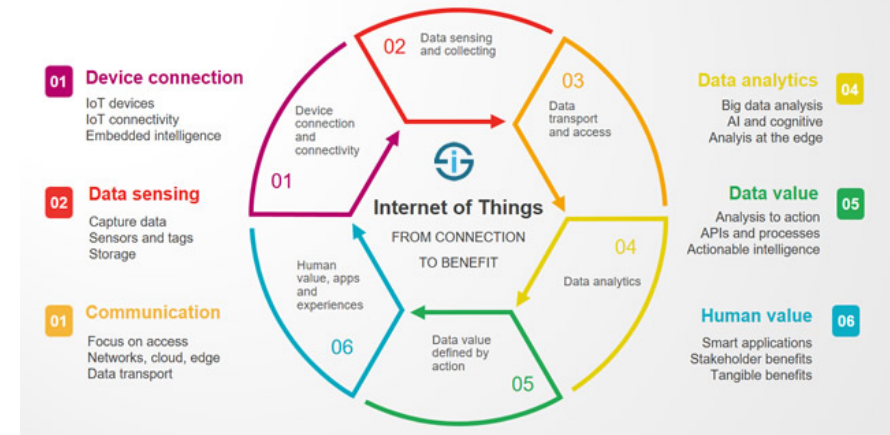 01 Device connection
IoT devices
IoT connectivity
Embedded intelligence
02 Data sensing
Capture data
Sensors and tags
Storage
01 Communication
Focus on access
Networks, cloud, edge
Data transport
Device
connection
and
connectivity
01
02 Data sensing
and collecting
03
Data
transport
and access
04
Data analytics
Data value
defined by
action
05
Human
value, apps
and
experiences
06
Internet of Things
FROM CONNECTION
TO BENEFIT
Data analytics 04
Big data analysis
AI and cognitive
Analyis at the edge
Data value 05
Analysis to action
APIs and processes
Actionable intelligence
Human value 06
Smart applications
Stakeholder benefits
Tangible benefits